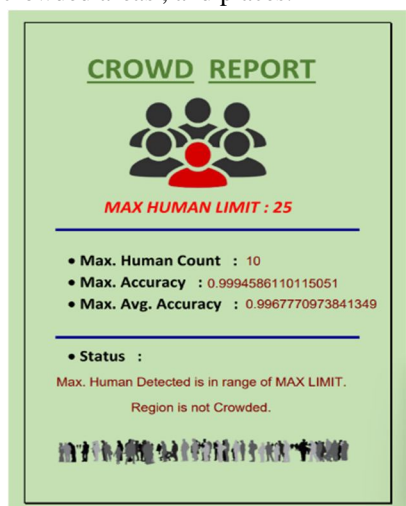 CROWD REPORT
MAX HUMAN LIMIT : 25
• Max. Human Count : 10
• Max. Accuracy : 0.9994586110115051
• Max. Avg. Accuracy : 0.9967770973841349
• Status :
Max. Human Detected is in range of MAX LIMIT.
Region is not Crowded.